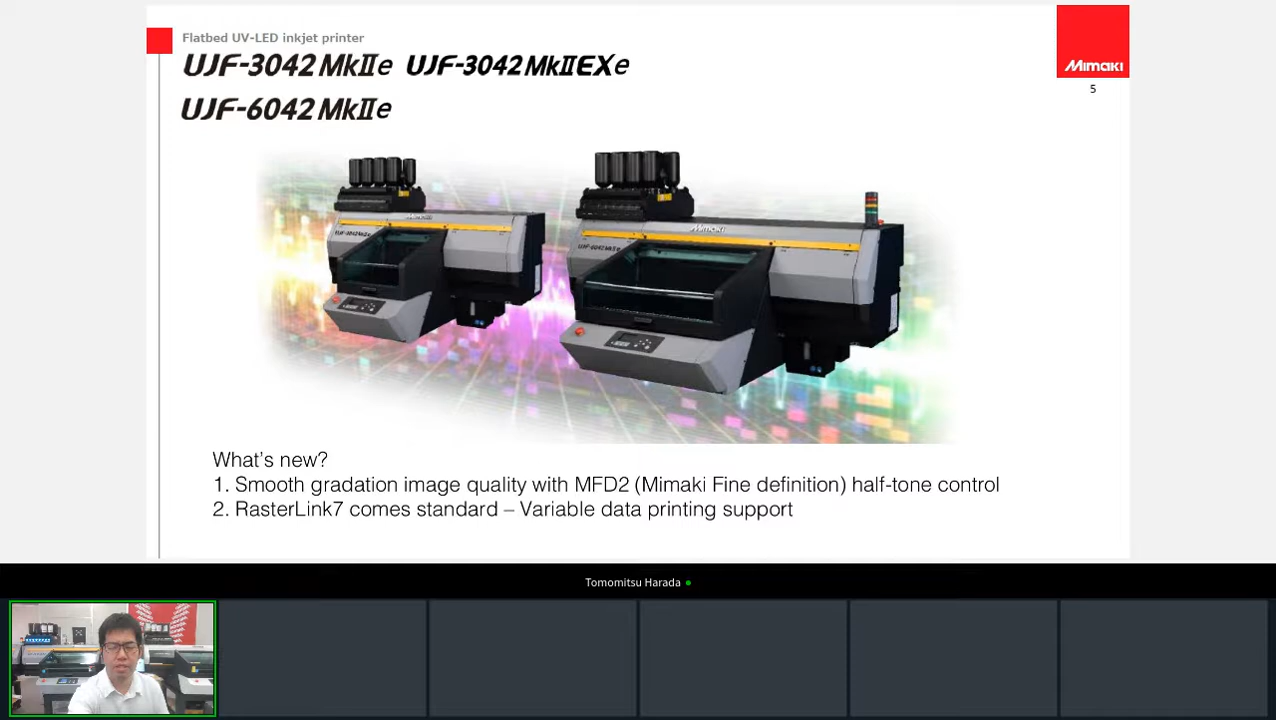 Flatbed UV-LED inkjet printer
UJF-3042MkIIe UJF-3042MkIIEXe
UJF-6042MkIIe
Mimaki
5
Mimaki
What's new?
1. Smooth gradation image quality with MFD2 (Mimaki Fine definition) half-tone control
2. RasterLink7 comes standard – Variable data printing support
Tomomitsu Harada